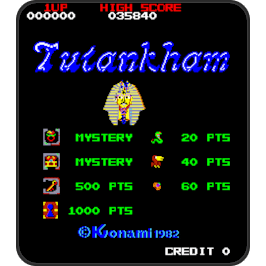 1UP HIGH SCORE
000000 035840
Tutankham
MYSTERY 20 PTS
MYSTERY 40 PTS
500 PTS 60 PTS
1000 PTS
©Konami 1982
CREDIT 0